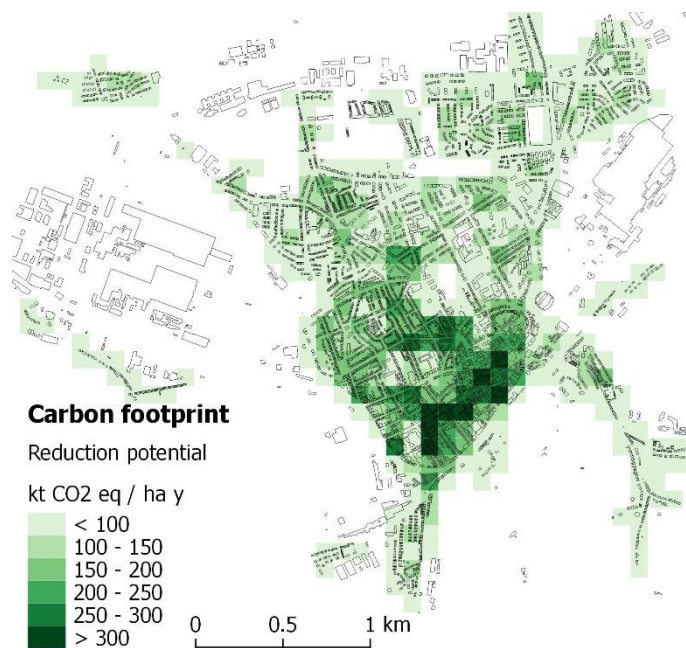 Carbon footprint
Reduction potential
kt CO2 eq / ha y
< 100
100 - 150
150 - 200
200 - 250
250 - 300
> 300
0 0.5 1 km